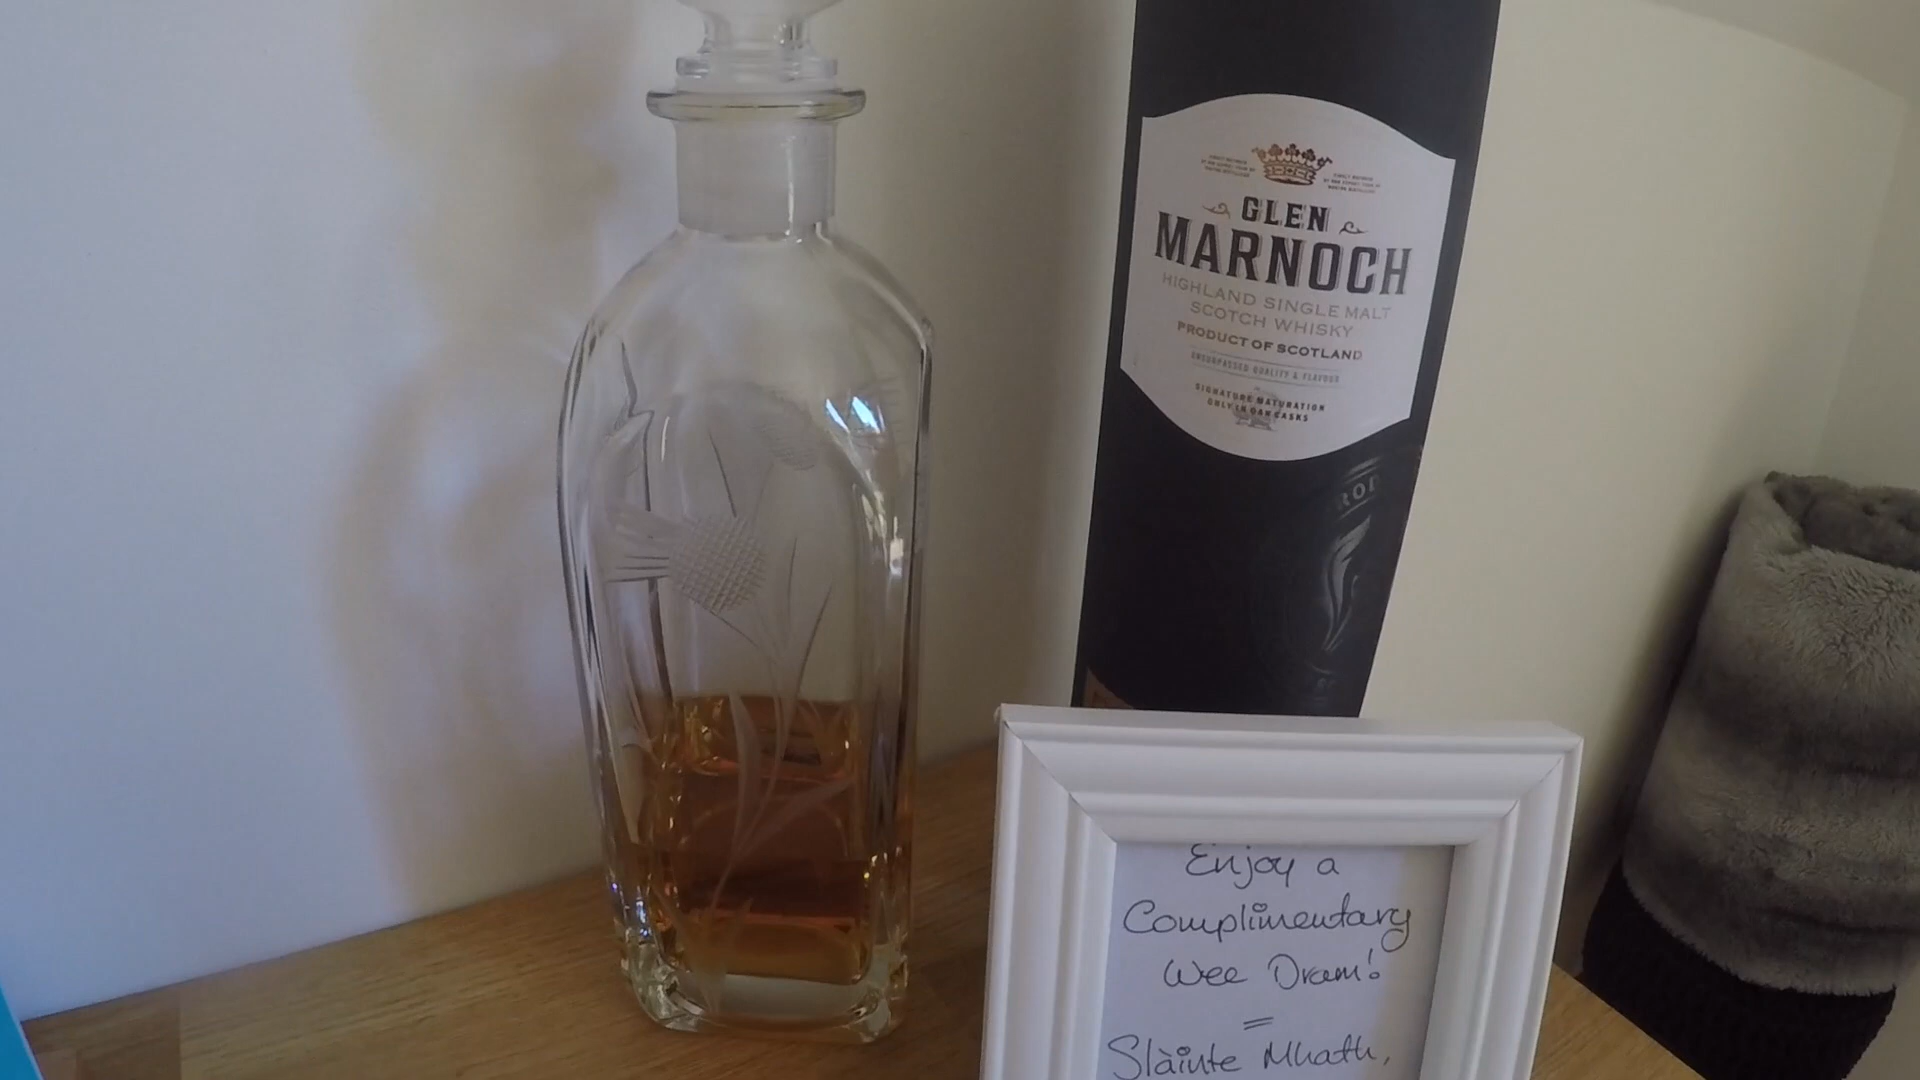 GLEN
MARNOCH
HIGHLAND SINGLE MALT
SCOTCH WHISKY
PRODUCT OF SCOTLAND
UNSURPASSED QUALITY & FLAVOUR
SIGNATURE MATURATION
ONLY IN OAK CASKS
Enjoy a
Complimentary
Wee Dram!
=
Slàinte Mhath,